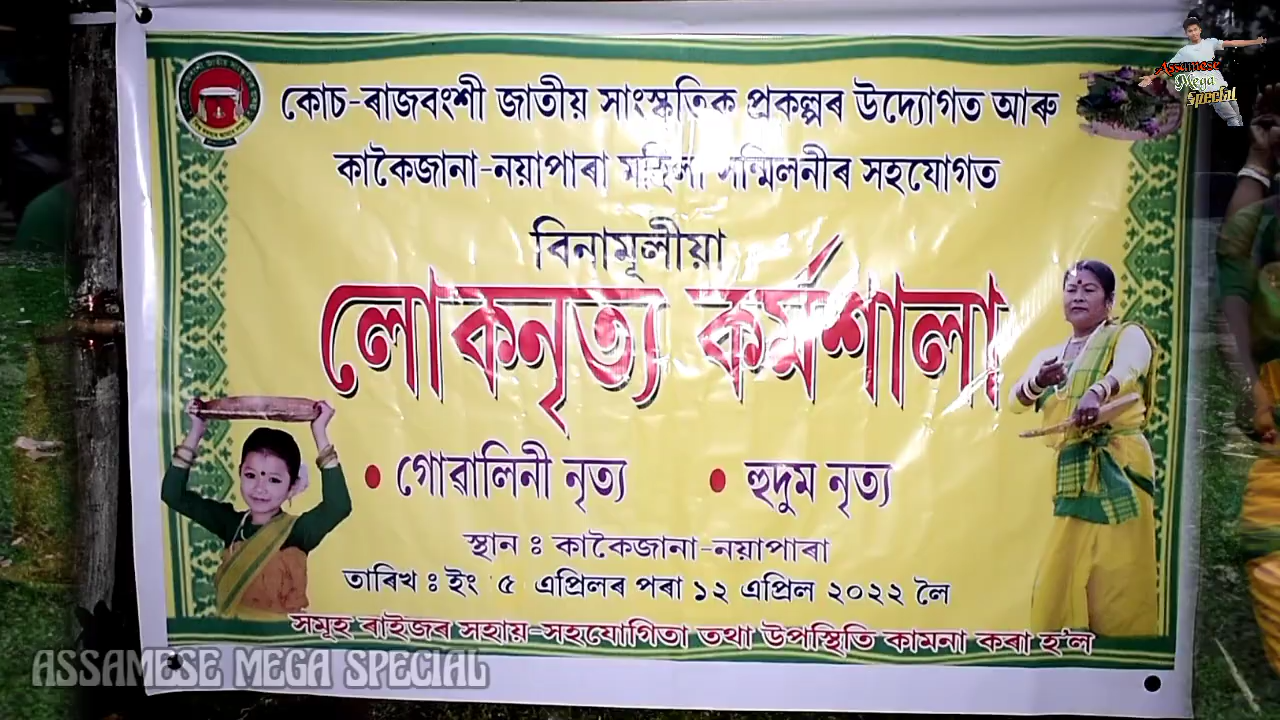 কোচ-ৰাজবংশী জাতীয় সাংস্কৃতিক প্ৰকল্পৰ উদ্যোগত আৰু
কাকৈজানা-নয়াপাৰা মহিলা সন্মিলনীৰ সহযোগত
বিনামূলীয়া
লোকনৃত্য কৰ্মশালা
• গোৱালিনী নৃত্য • হুদুম নৃত্য
স্থান ঃ কাকৈজানা-নয়াপাৰা
তাৰিখ ঃ ইং ৫ এপ্ৰিলৰ পৰা ১২ এপ্ৰিল ২০২২ লৈ
সমূহ ৰাইজৰ সহায়-সহযোগিতা তথা উপস্থিতি কামনা কৰা হ'ল
Assamese
Mega
Special
ASSAMESE MEGA SPECIAL